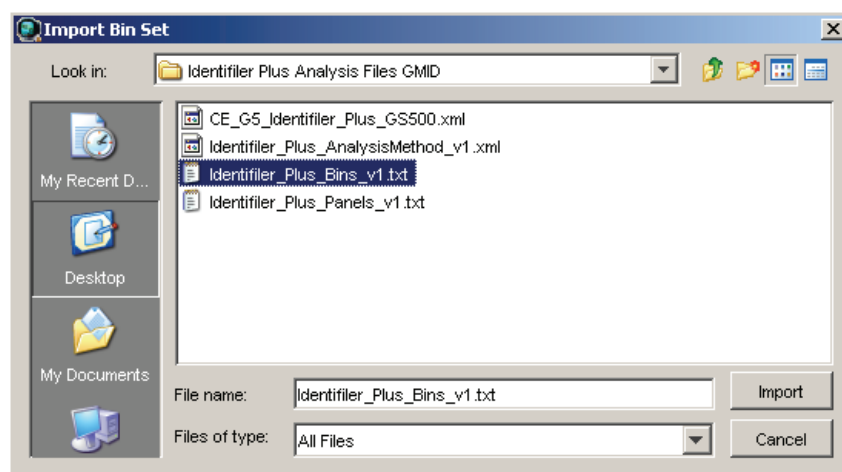 Import Bin Set
Look in:
Identifiler Plus Analysis Files GMID
CE_G5_Identifiler_Plus_GS500.xml
Identifiler_Plus_AnalysisMethod_v1.xml
Identifiler_Plus_Bins_v1.txt
Identifiler_Plus_Panels_v1.txt
My Recent D...
Desktop
My Documents
File name:
Identifiler_Plus_Bins_v1.txt
Import
Files of type:
All Files
Cancel